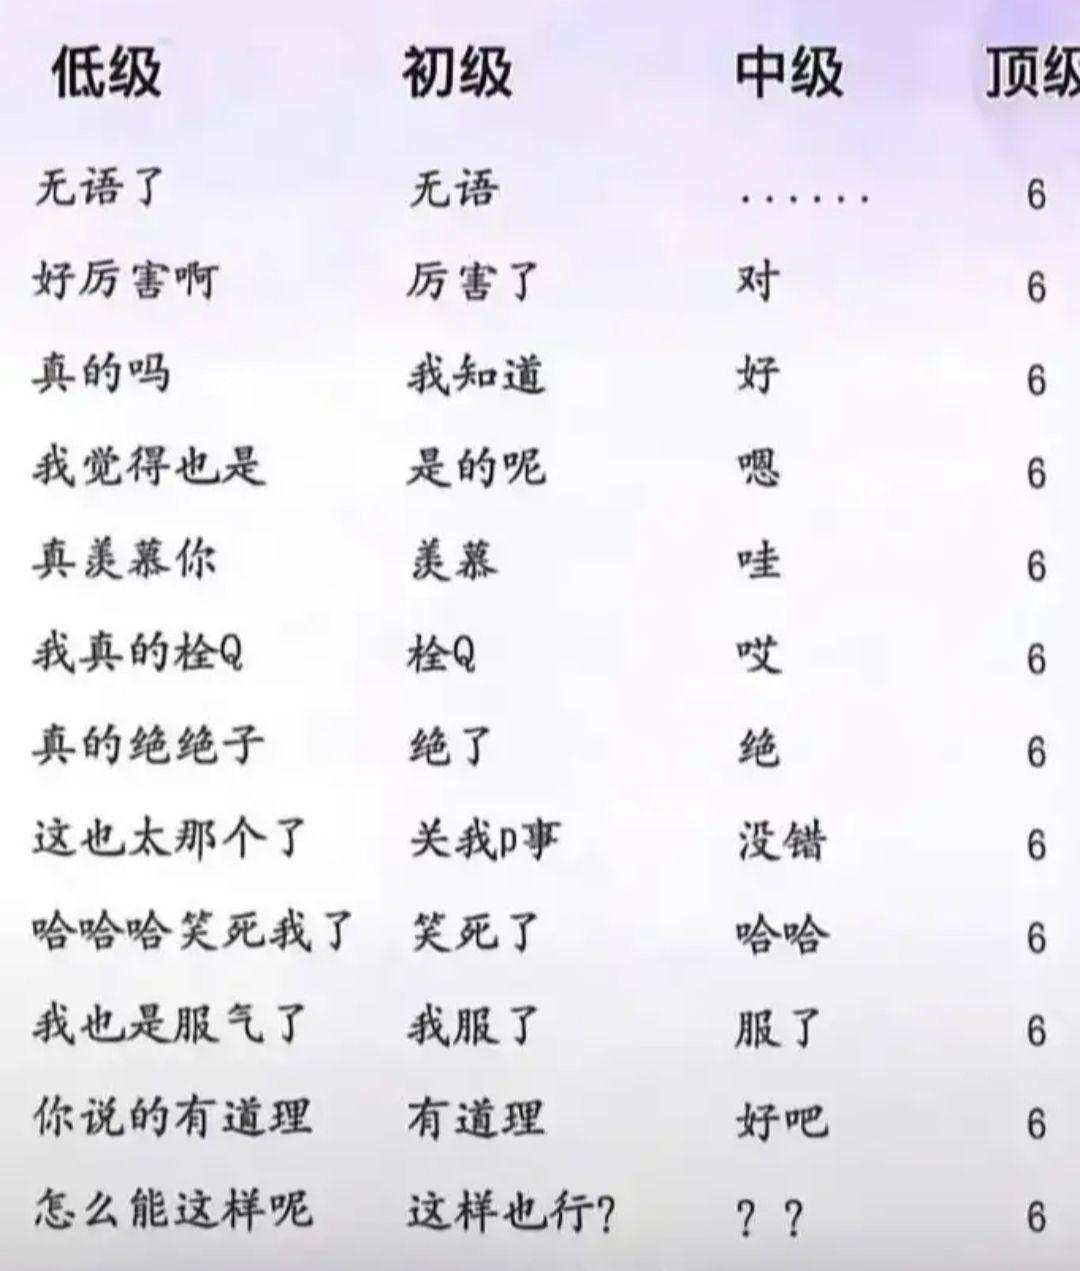 低级 初级 中级 顶级
无语了 无语 ...... 6
好厉害啊 厉害了 对 6
真的吗 我知道 好 6
我觉得也是 是的呢 嗯 6
真羡慕你 羡慕 哇 6
我真的栓Q 栓Q 哎 6
真的绝绝子 绝了 绝 6
这也太那个了 关我p事 没错 6
哈哈哈笑死我了 笑死了 哈哈 6
我也是服气了 我服了 服了 6
你说的有道理 有道理 好吧 6
怎么能这样呢 这样也行? ?? 6